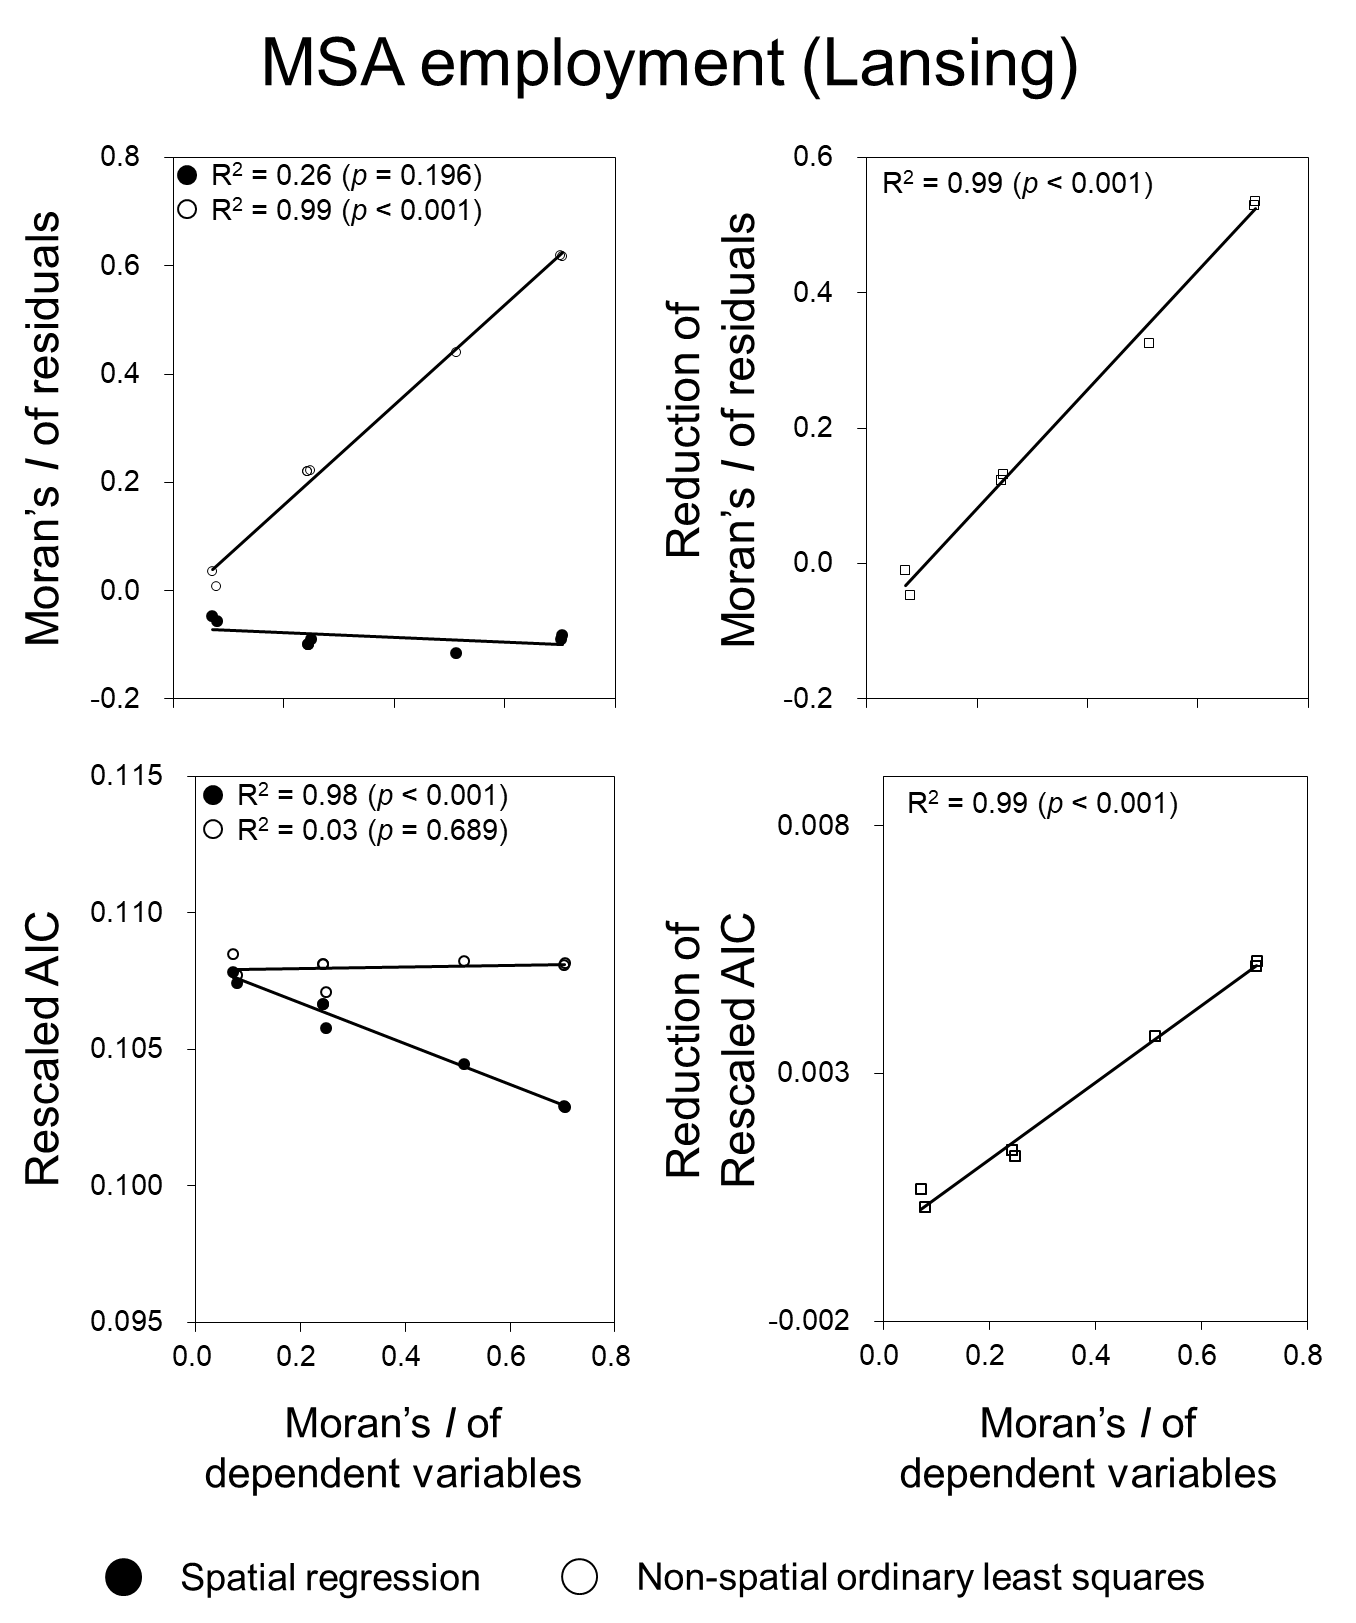 MSA employment (Lansing)
Moran's I of residuals
0.8
0.6
0.4
0.2
0.0
-0.2
R² = 0.26 (p = 0.196)
R² = 0.99 (p < 0.001)
Reduction of
Moran's I of residuals
0.6
0.4
0.2
0.0
-0.2
R² = 0.99 (p < 0.001)
Rescaled AIC
0.115
0.110
0.105
0.100
0.095
R² = 0.98 (p < 0.001)
R² = 0.03 (p = 0.689)
0.0 0.2 0.4 0.6 0.8
Moran's I of
dependent variables
Reduction of
Rescaled AIC
0.008
0.003
-0.002
R² = 0.99 (p < 0.001)
0.0 0.2 0.4 0.6 0.8
Moran's I of
dependent variables
Spatial regression
Non-spatial ordinary least squares